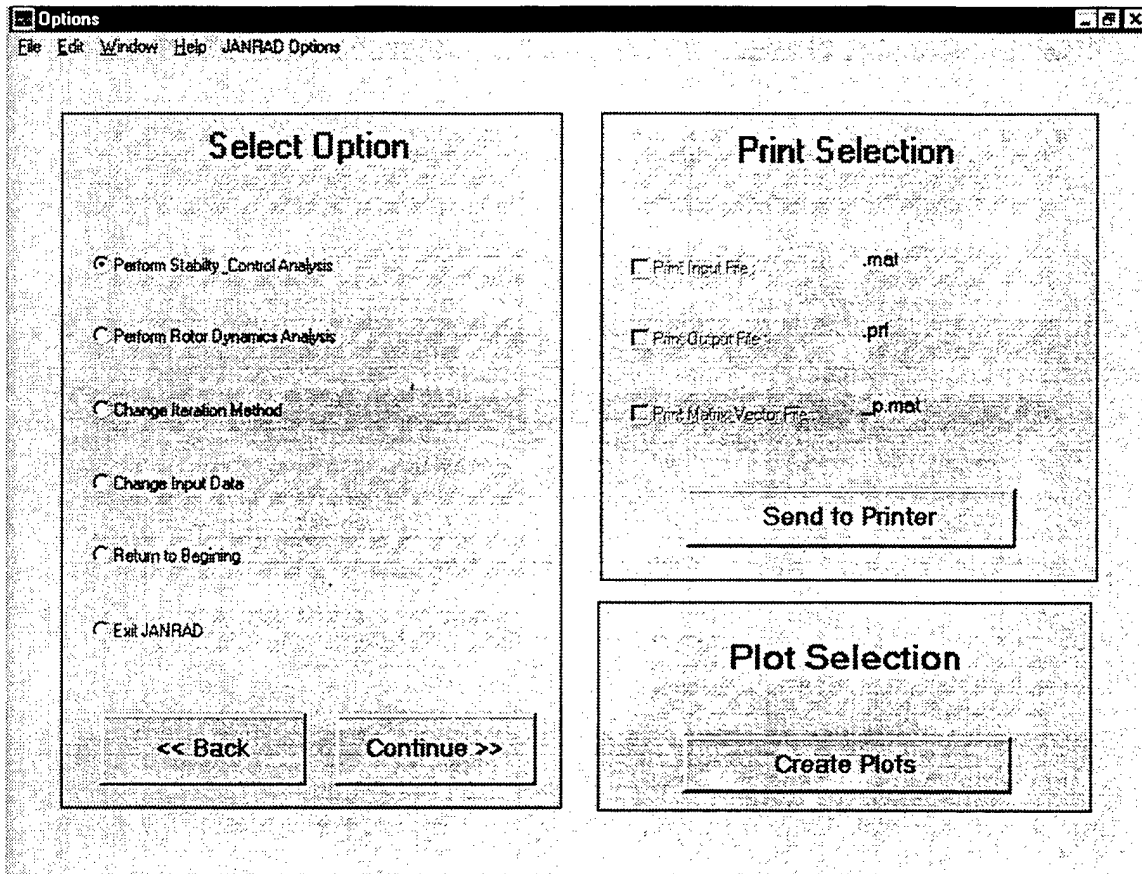 Options
File Edit Window Help JANRAD Options
Select Option
Perform Stability_Control Analysis
Perform Rotor Dynamics Analysis
Change Iteration Method
Change Input Data
Return to Begining
Exit JANRAD
<< Back Continue >>
Print Selection
Print Input File .mat
Print Output File .prf
Print Matrix Vector File _p.mat
Send to Printer
Plot Selection
Create Plots